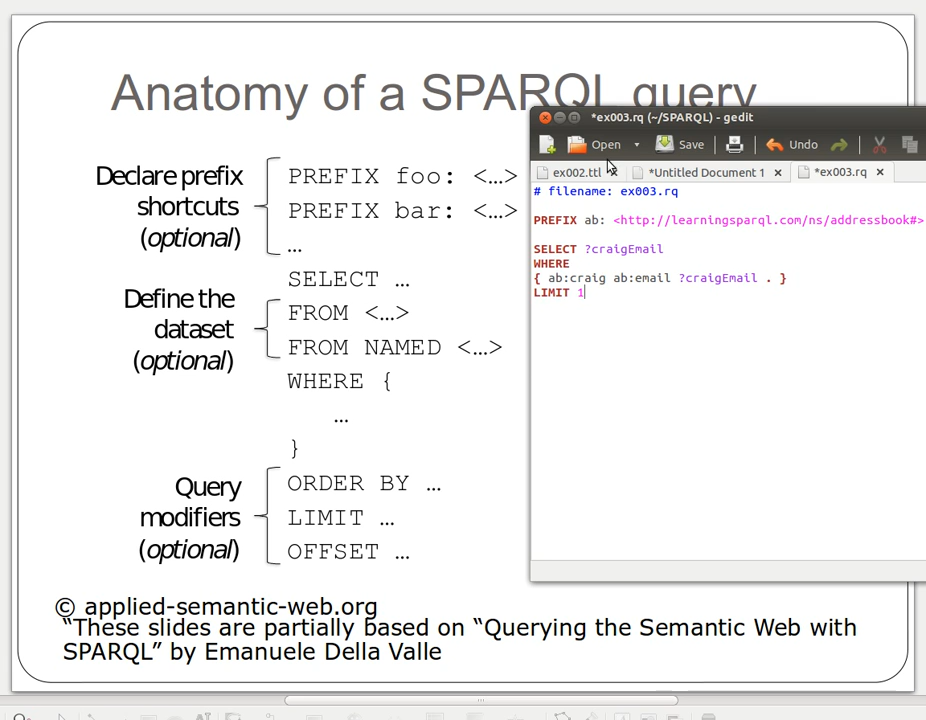 Anatomy of a SPARQL query
Declare prefix
shortcuts
(optional)
PREFIX foo: <…>
PREFIX bar: <…>
…
SELECT …
Define the
dataset
(optional)
FROM <…>
FROM NAMED <…>
WHERE {
…
}
Query
modifiers
(optional)
ORDER BY …
LIMIT …
OFFSET …
© applied-semantic-web.org
“These slides are partially based on “Querying the Semantic Web with
SPARQL” by Emanuele Della Valle
*ex003.rq (~/SPARQL) - gedit
Open Save Undo
ex002.ttl *Untitled Document 1 *ex003.rq
# filename: ex003.rq
PREFIX ab: <http://learningsparql.com/ns/addressbook#>
SELECT ?craigEmail
WHERE
{ ab:craig ab:email ?craigEmail . }
LIMIT 1